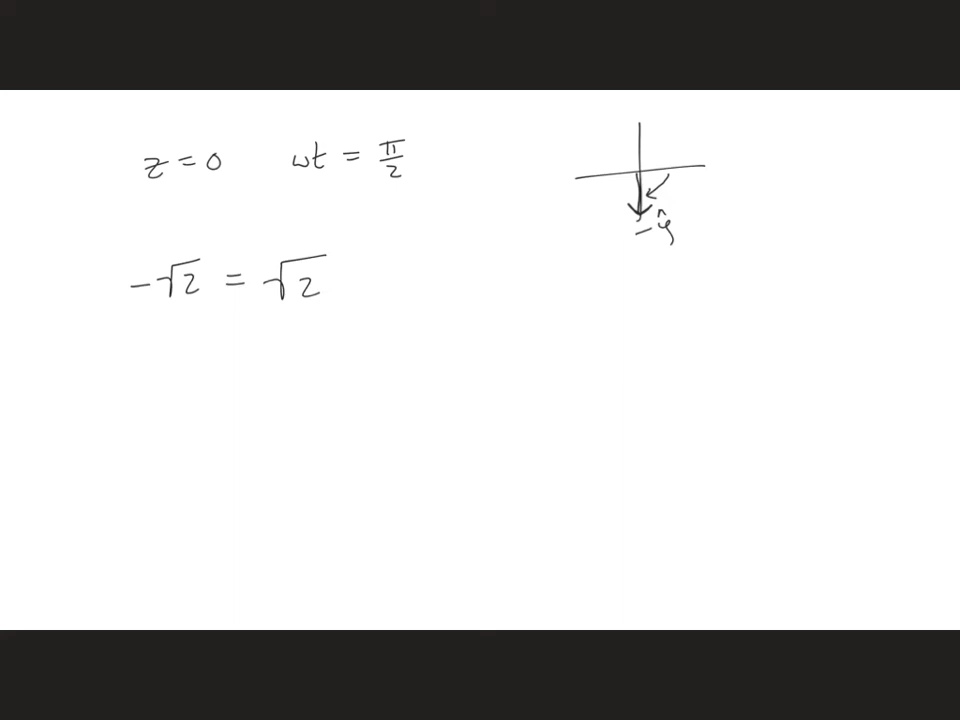 z = 0 ωt = π/2
-ŷ
-√2 = √2